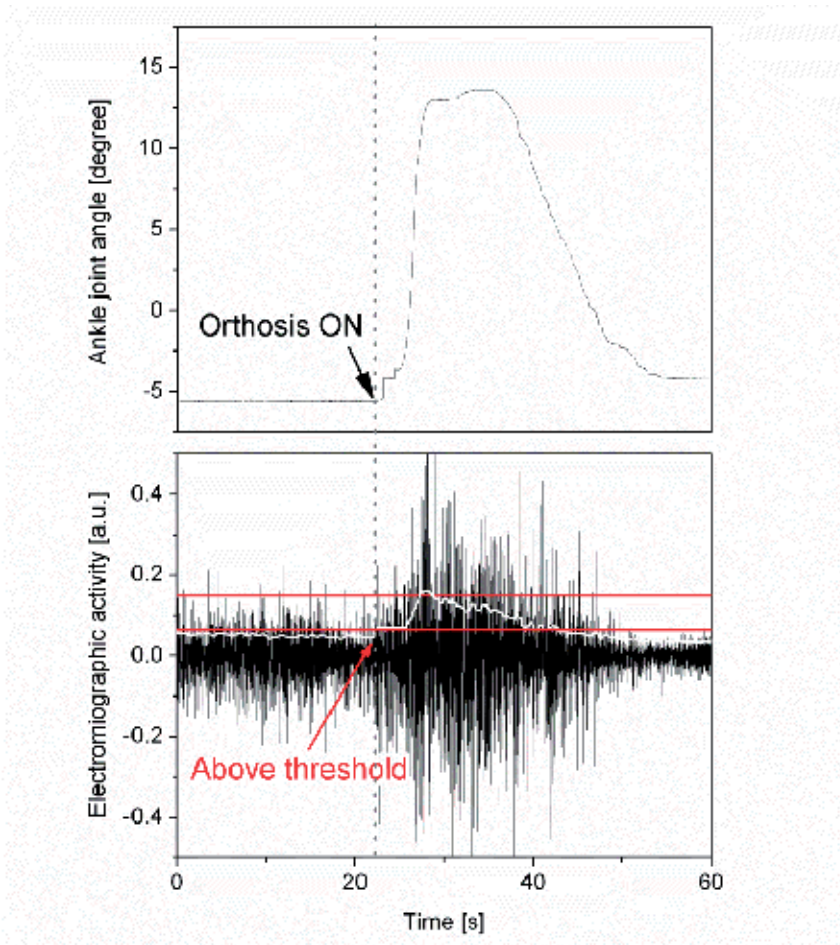 15
10
5
0
-5
Ankle joint angle [degree]
Orthosis ON
0.4
0.2
0.0
-0.2
-0.4
Electromiographic activity [a.u.]
Above threshold
0 20 40 60
Time [s]